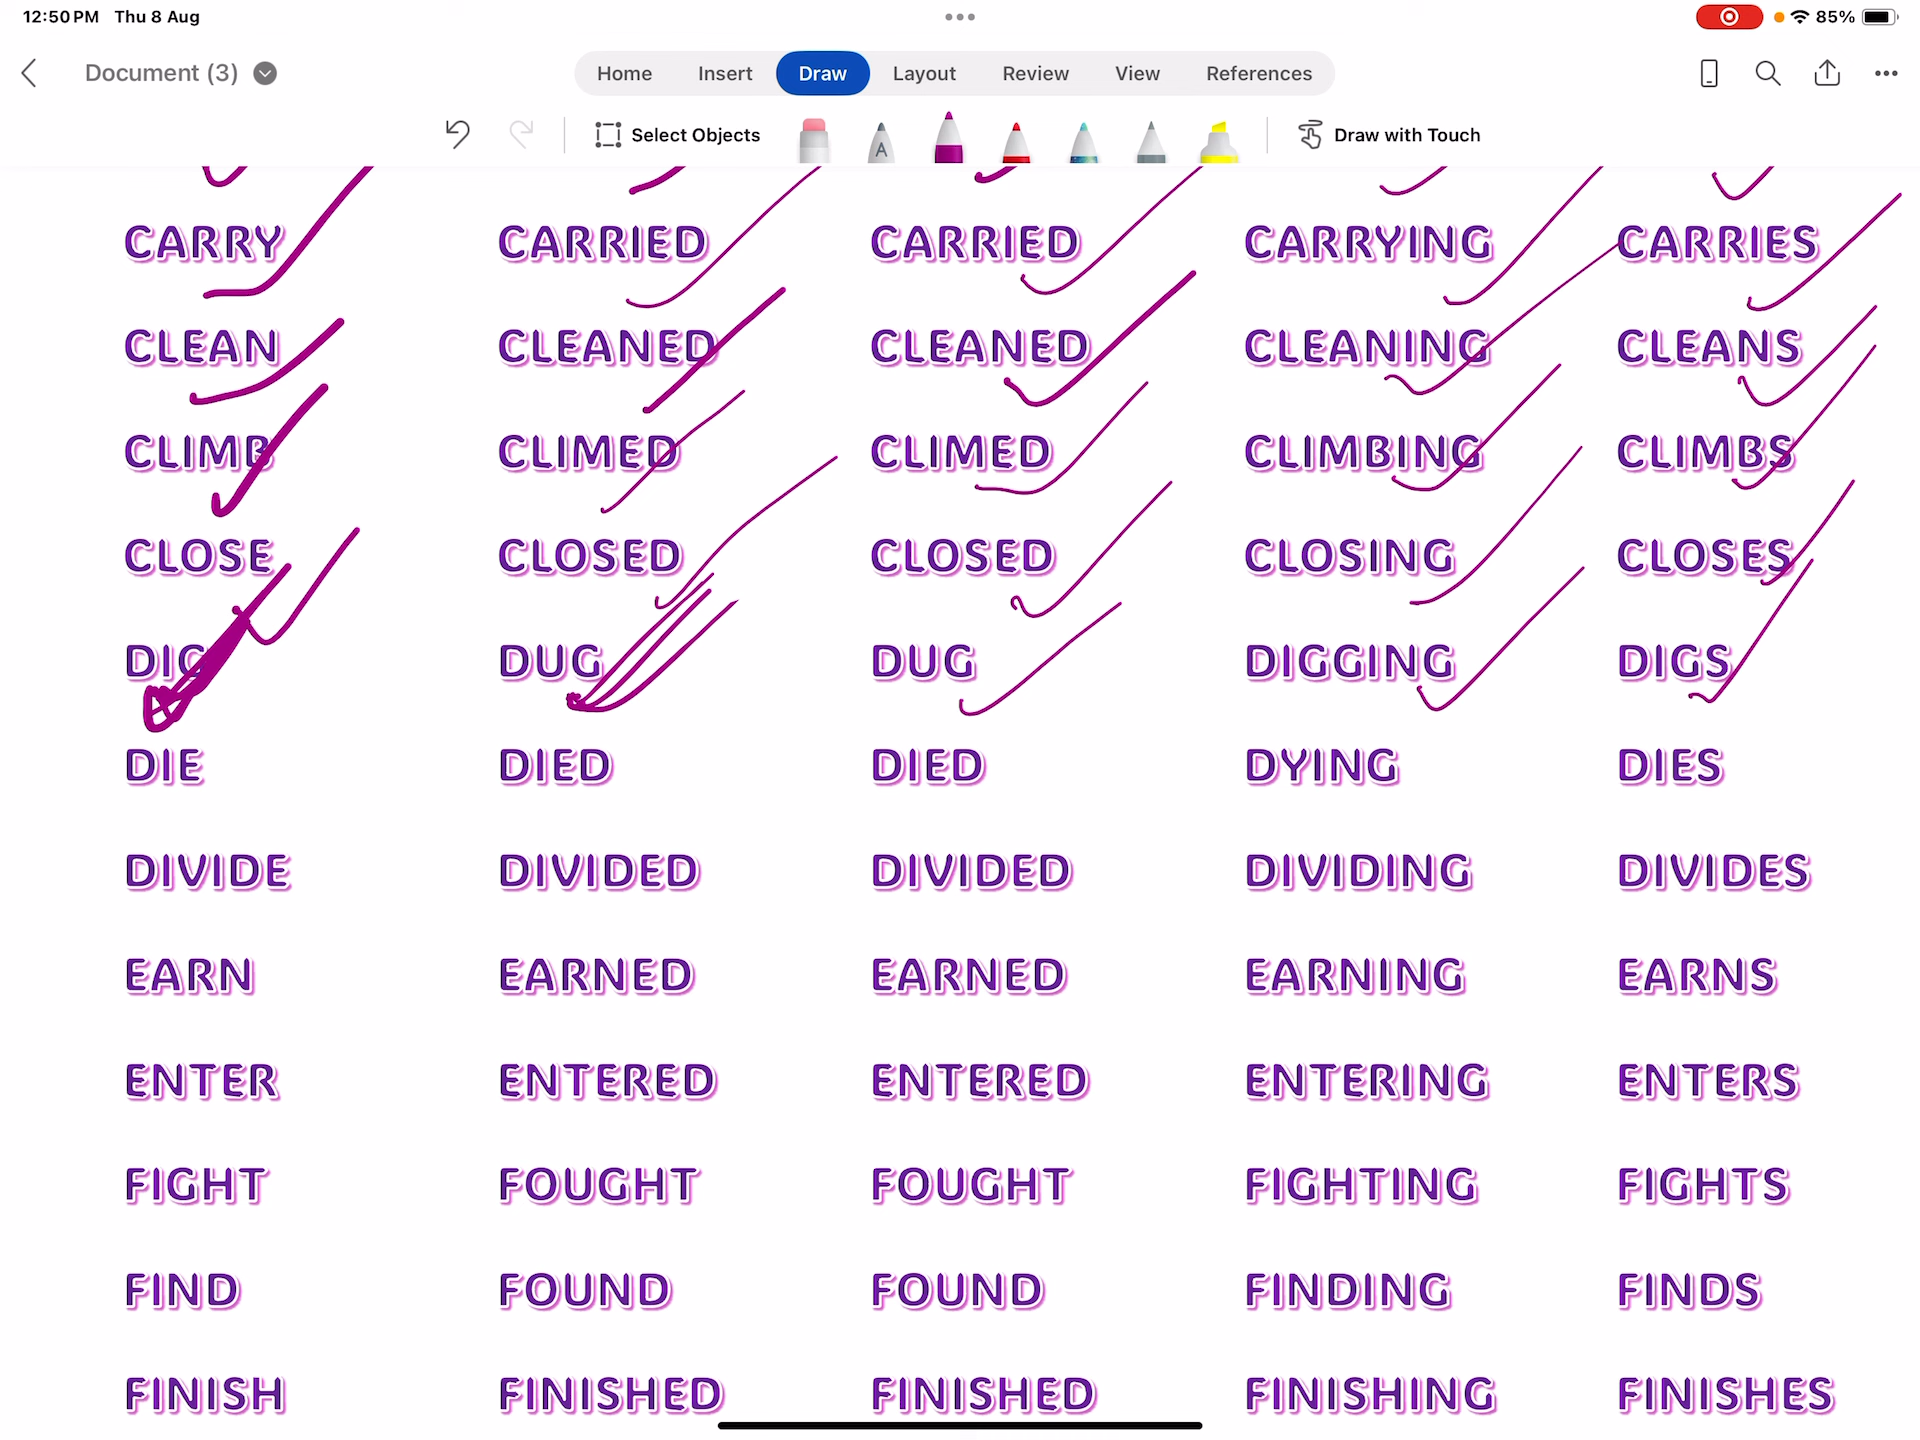 12:50 PM Thu 8 Aug 85%
Document (3) Home Insert Draw Layout Review View References
Select Objects A Draw with Touch
CARRY CARRIED CARRIED CARRYING CARRIES
CLEAN CLEANED CLEANED CLEANING CLEANS
CLIMB CLIMED CLIMED CLIMBING CLIMBS
CLOSE CLOSED CLOSED CLOSING CLOSES
DIG DUG DUG DIGGING DIGS
DIE DIED DIED DYING DIES
DIVIDE DIVIDED DIVIDED DIVIDING DIVIDES
EARN EARNED EARNED EARNING EARNS
ENTER ENTERED ENTERED ENTERING ENTERS
FIGHT FOUGHT FOUGHT FIGHTING FIGHTS
FIND FOUND FOUND FINDING FINDS
FINISH FINISHED FINISHED FINISHING FINISHES